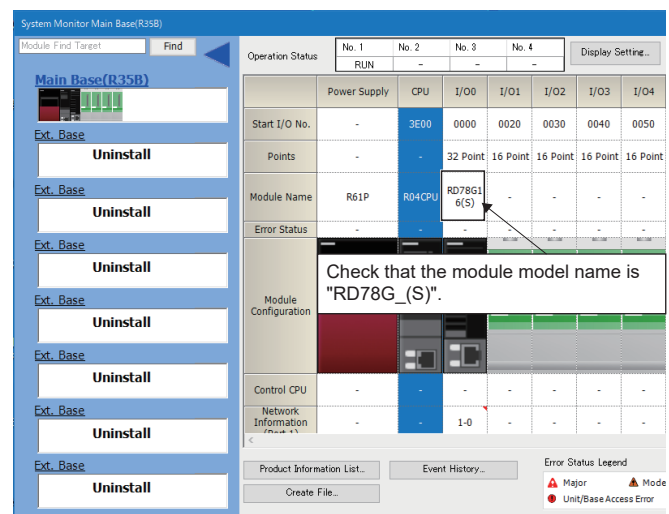 System Monitor Main Base(R35B)
Module Find Target Find
Main Base(R35B)
Ext. Base
Uninstall
Ext. Base
Uninstall
Ext. Base
Uninstall
Ext. Base
Uninstall
Ext. Base
Uninstall
Ext. Base
Uninstall
Ext. Base
Uninstall
Operation Status No. 1 No. 2 No. 3 No. 4 Display Setting...
RUN - - -
Power Supply CPU I/O0 I/O1 I/O2 I/O3 I/O4
Start I/O No. - 3E00 0000 0020 0030 0040 0050
Points - - 32 Point 16 Point 16 Point 16 Point 16 Point
Module Name R61P R04CPU RD78G1 - - - -
6(S)
Error Status - - - - - - -
Check that the module model name is
"RD78G_(S)".
Module
Configuration
Control CPU - - - - - - -
Network
Information - - 1-0 - - - -
(Port 1)
<
Product Information List... Event History...
Create File...
Error Status Legend
Major Mode
Unit/Base Access Error